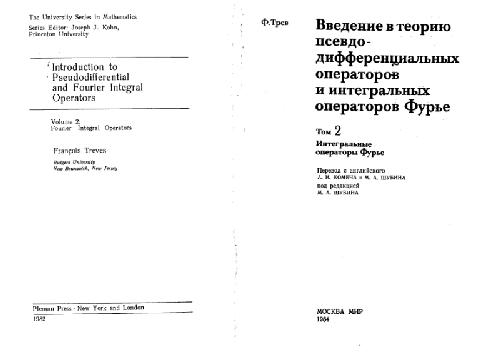 The University Series in Mathematics
Series Editor: Joseph J. Kohn,
Princeton University
Introduction to
Pseudodifferential
and Fourier Integral
Operators
Volume 2
Fourier Integral Operators
François Treves
Rutgers University
New Brunswick, New Jersey
Plenum Press · New York and London
1982
Ф.Трев
Введение в теорию
псевдо-
дифференциальных
операторов
и интегральных
операторов Фурье
Том 2
Интегральные
операторы Фурье
Перевод с английского
и М. А. ШУБИНА
под редакцией
М. А. ШУБИНА
МОСКВА МИР
1984